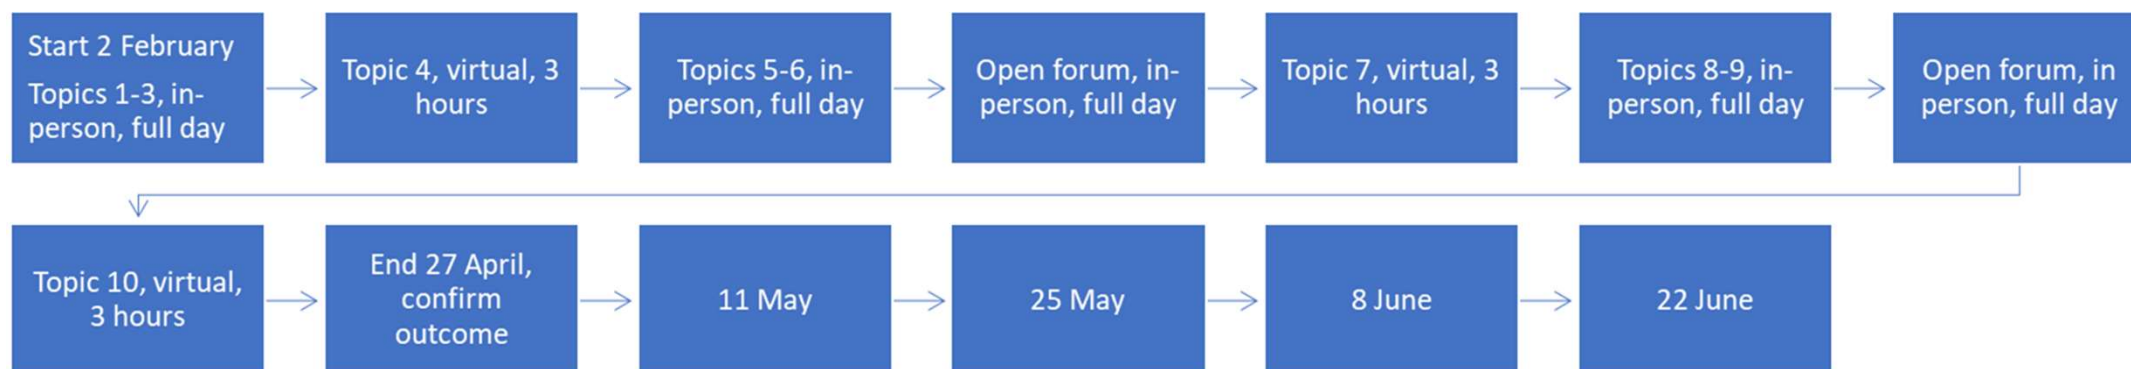 Start 2 February
Topics 1-3, in-
person, full day
Topic 4, virtual, 3
hours
Topics 5-6, in-
person, full day
Open forum, in-
person, full day
Topic 7, virtual, 3
hours
Topics 8-9, in-
person, full day
Open forum, in
person, full day
Topic 10, virtual,
3 hours
End 27 April,
confirm
outcome
11 May
25 May
8 June
22 June